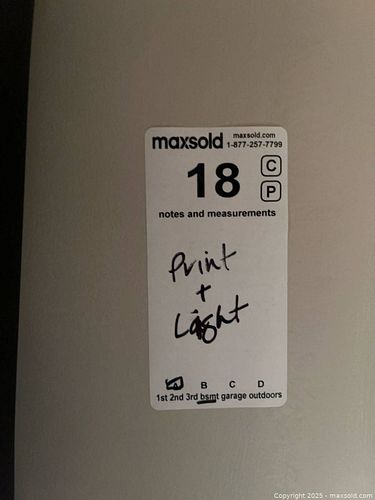 maxsold maxsold.com
1-877-257-7799
18 C
P
notes and measurements
Print
+
Light
A B C D
1st 2nd 3rd bsmt garage outdoors
Copyright 2025 - maxsold.com